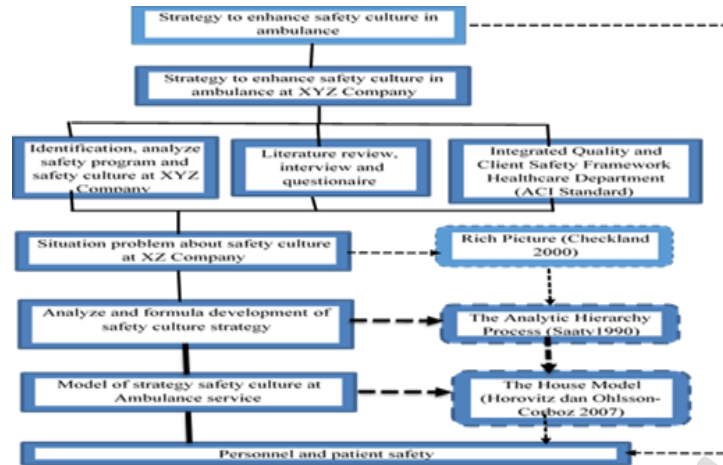 Strategy to enhance safety culture in
ambulance
Strategy to enhance safety culture in
ambulance at XYZ Company
Identification, analyze
safety program and
safety culture at XYZ
Company
Literature review,
interview and
questionaire
Integrated Quality and
Client Safety Framework
Healthcare Department
(ACI Standard)
Situation problem about safety culture
at XZ Company
Rich Picture (Checkland
2000)
Analyze and formula development of
safety culture strategy
The Analytic Hierarchy
Process (Saaty1990)
Model of strategy safety culture at
Ambulance service
The House Model
(Horovitz dan Ohlsson-
Corboz 2007)
Personnel and patient safety